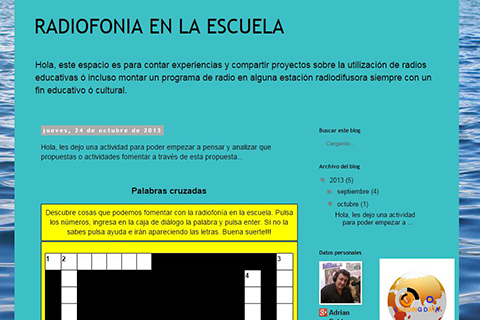 RADIOFONIA EN LA ESCUELA
Hola, este espacio es para contar experiencias y compartir proyectos sobre la utilización de radios
educativas ó incluso montar un programa de radio en alguna estación radiodifusora siempre con un
fin educativo ó cultural.
jueves, 24 de octubre de 2013
Hola, les dejo una actividad para poder empezar a pensar y analizar que
propuestas o actividades fomentar a través de esta propuesta...
Palabras cruzadas
Descubre cosas que podemos fomentar con la radiofonía en la escuela. Pulsa
los números, ingresa en la caja de diálogo la palabra y pulsa enter. Si no la
sabes pulsa ayuda e irán apareciendo las letras. Buena suerte!!!
1 2 3
4
Buscar este blog
Cargando...
Archivo del blog
▼ 2013 (5)
► septiembre (4)
▼ octubre (1)
Hola, les dejo una actividad
para poder empezar a ...
Datos personales
Adrian